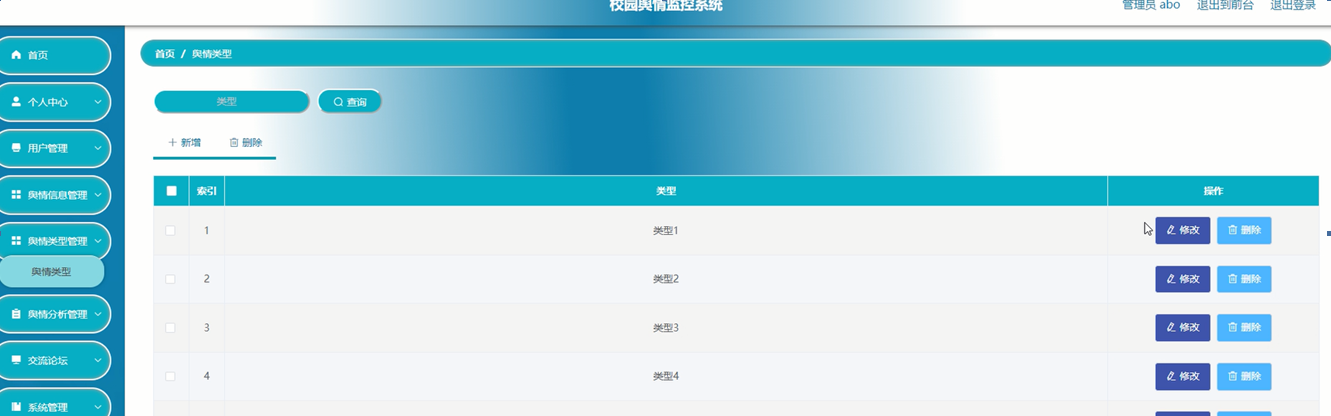 校园舆情监控系统
管理员 abo 退出到前台 退出登录
首页
个人中心
用户管理
舆情信息管理
舆情类型管理
舆情类型
舆情分析管理
交流论坛
系统管理
首页 / 舆情类型
类型 查询
新增 删除
索引 类型 操作
1 类型1 修改 删除
2 类型2 修改 删除
3 类型3 修改 删除
4 类型4 修改 删除